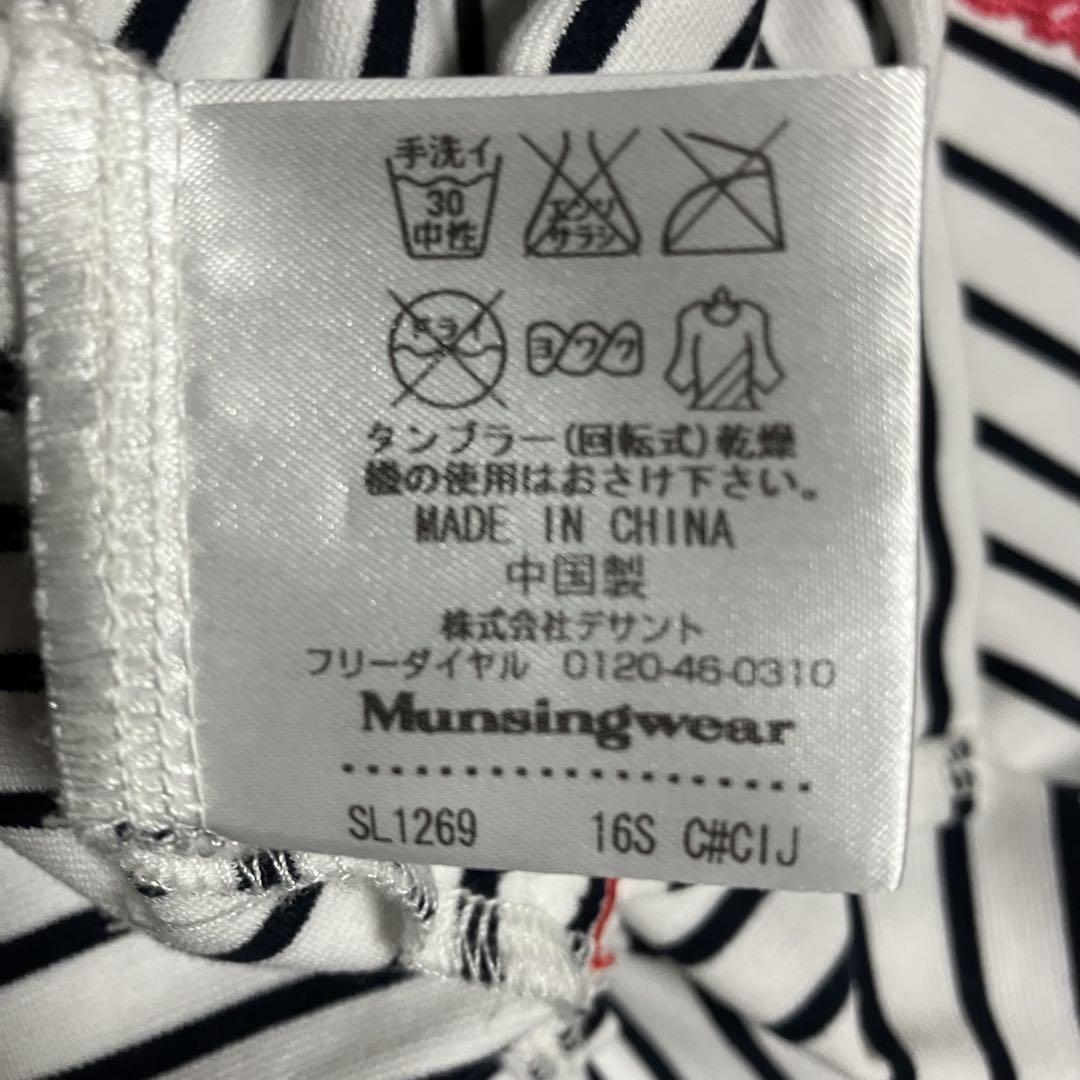 手洗イ
30
中性
エンソ
サラシ
ドライ
ヨワク
タンブラー(回転式)乾燥
機の使用はおさけ下さい。
MADE IN CHINA
中国製
株式会社デサント
フリーダイヤル 0120-46-0310
Munsingwear
SL1269 16S C#CIJ